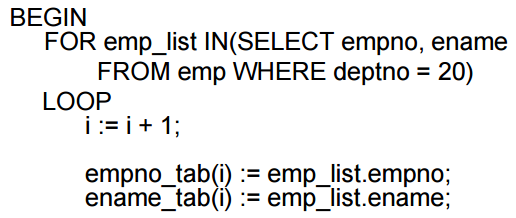 BEGIN
FOR emp_list IN(SELECT empno, ename
FROM emp WHERE deptno = 20)
LOOP
i := i + 1;
empno_tab(i) := emp_list.empno;
ename_tab(i) := emp_list.ename;